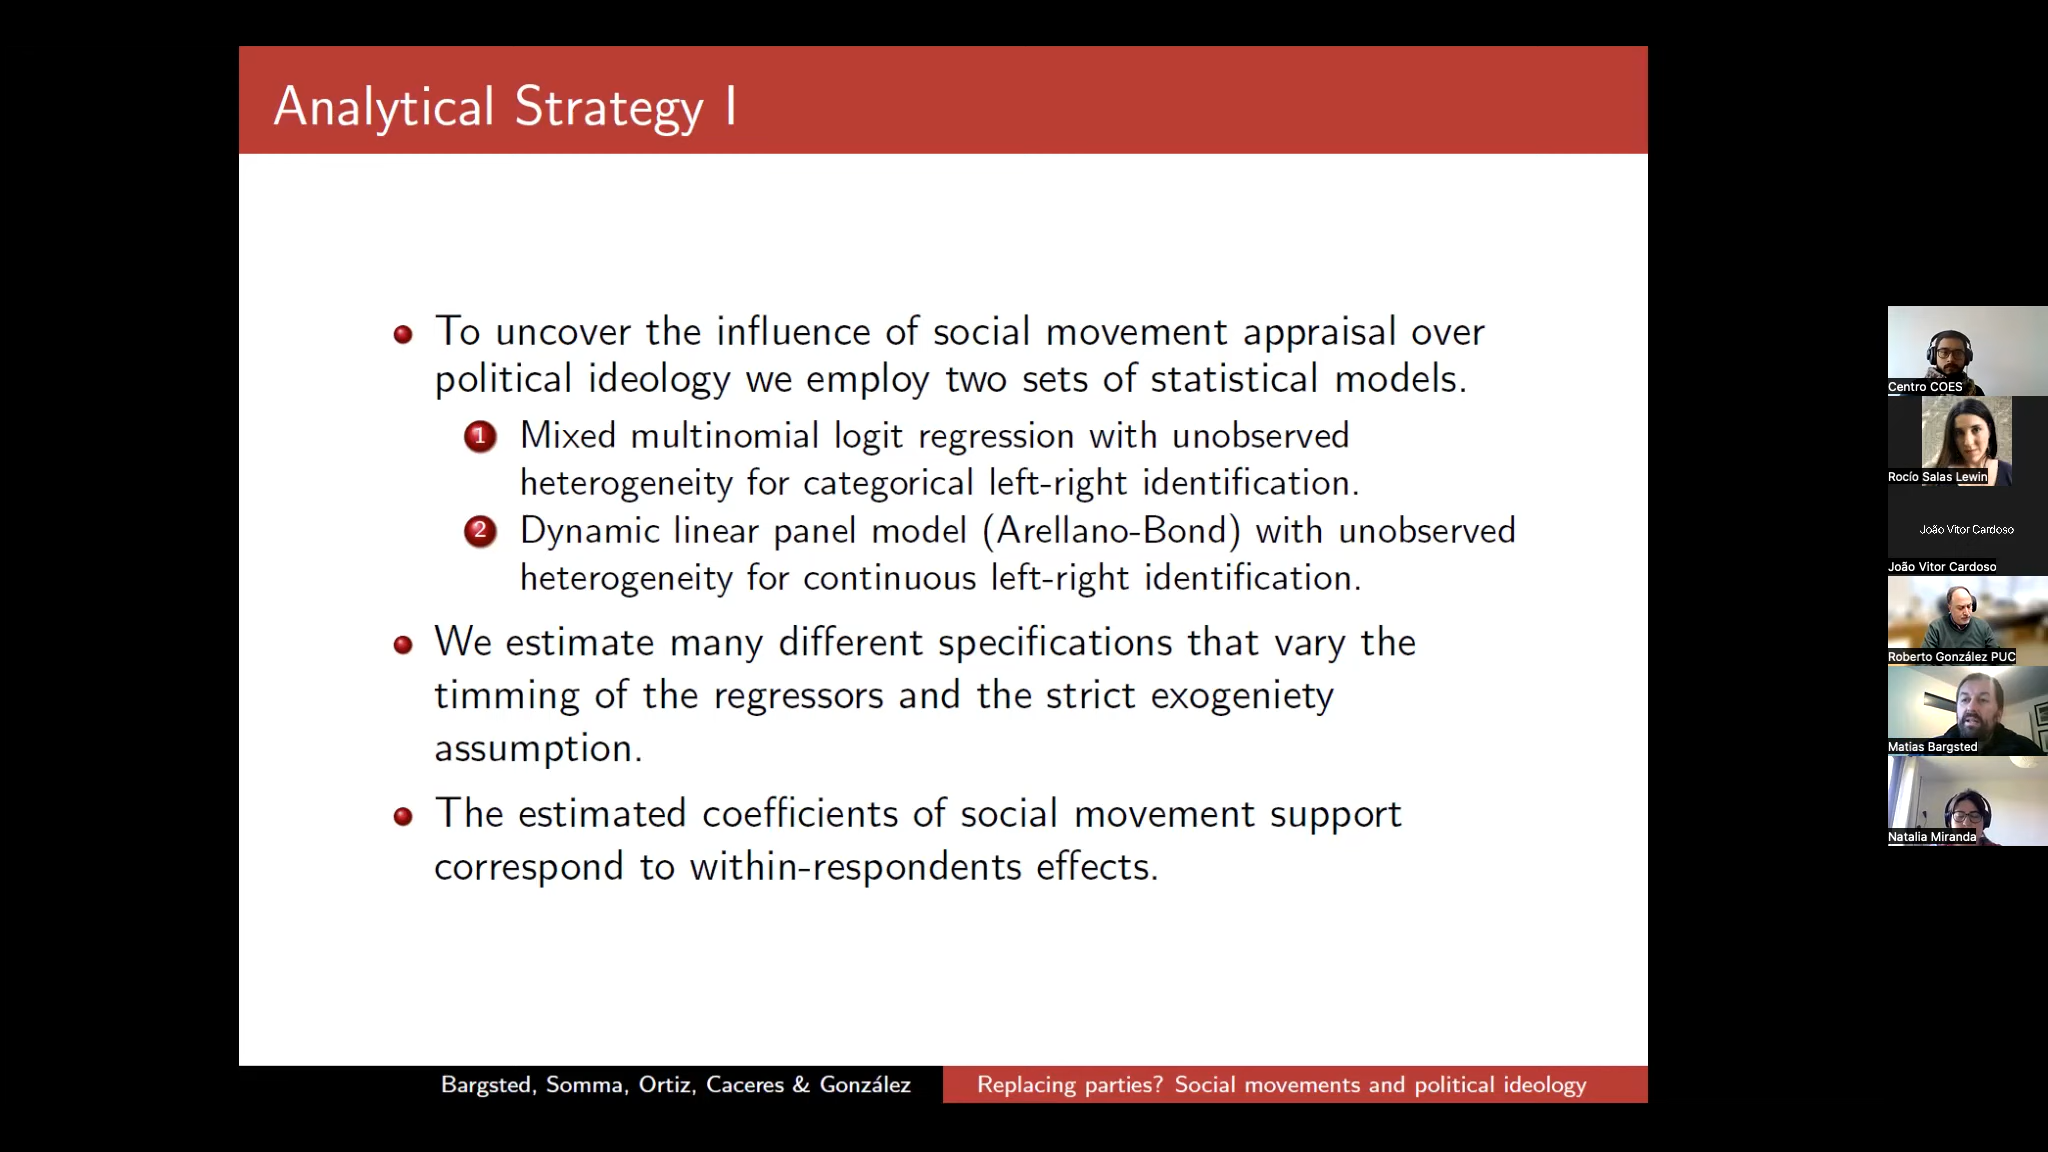 Analytical Strategy I
To uncover the influence of social movement appraisal over
political ideology we employ two sets of statistical models.
1 Mixed multinomial logit regression with unobserved
heterogeneity for categorical left-right identification.
2 Dynamic linear panel model (Arellano-Bond) with unobserved
heterogeneity for continuous left-right identification.
We estimate many different specifications that vary the
timming of the regressors and the strict exogeniety
assumption.
The estimated coefficients of social movement support
correspond to within-respondents effects.
Bargsted, Somma, Ortiz, Caceres & González
Replacing parties? Social movements and political ideology
Centro COES
Rocío Salas Lewin
João Vitor Cardoso
João Vitor Cardoso
Roberto González PUC
Matias Bargsted
Natalia Miranda